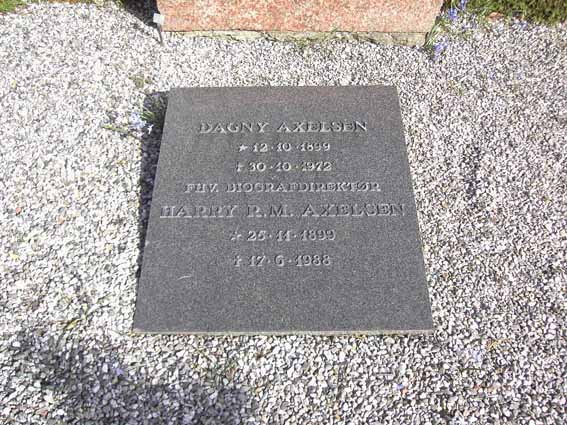 DAGNY AXELSEN
★ 12·10·1899
✝ 30·10·1972
FHV. BIOGRAFDIREKTØR
HARRY R.M. AXELSEN
★ 25·11·1899
✝ 17·6·1988